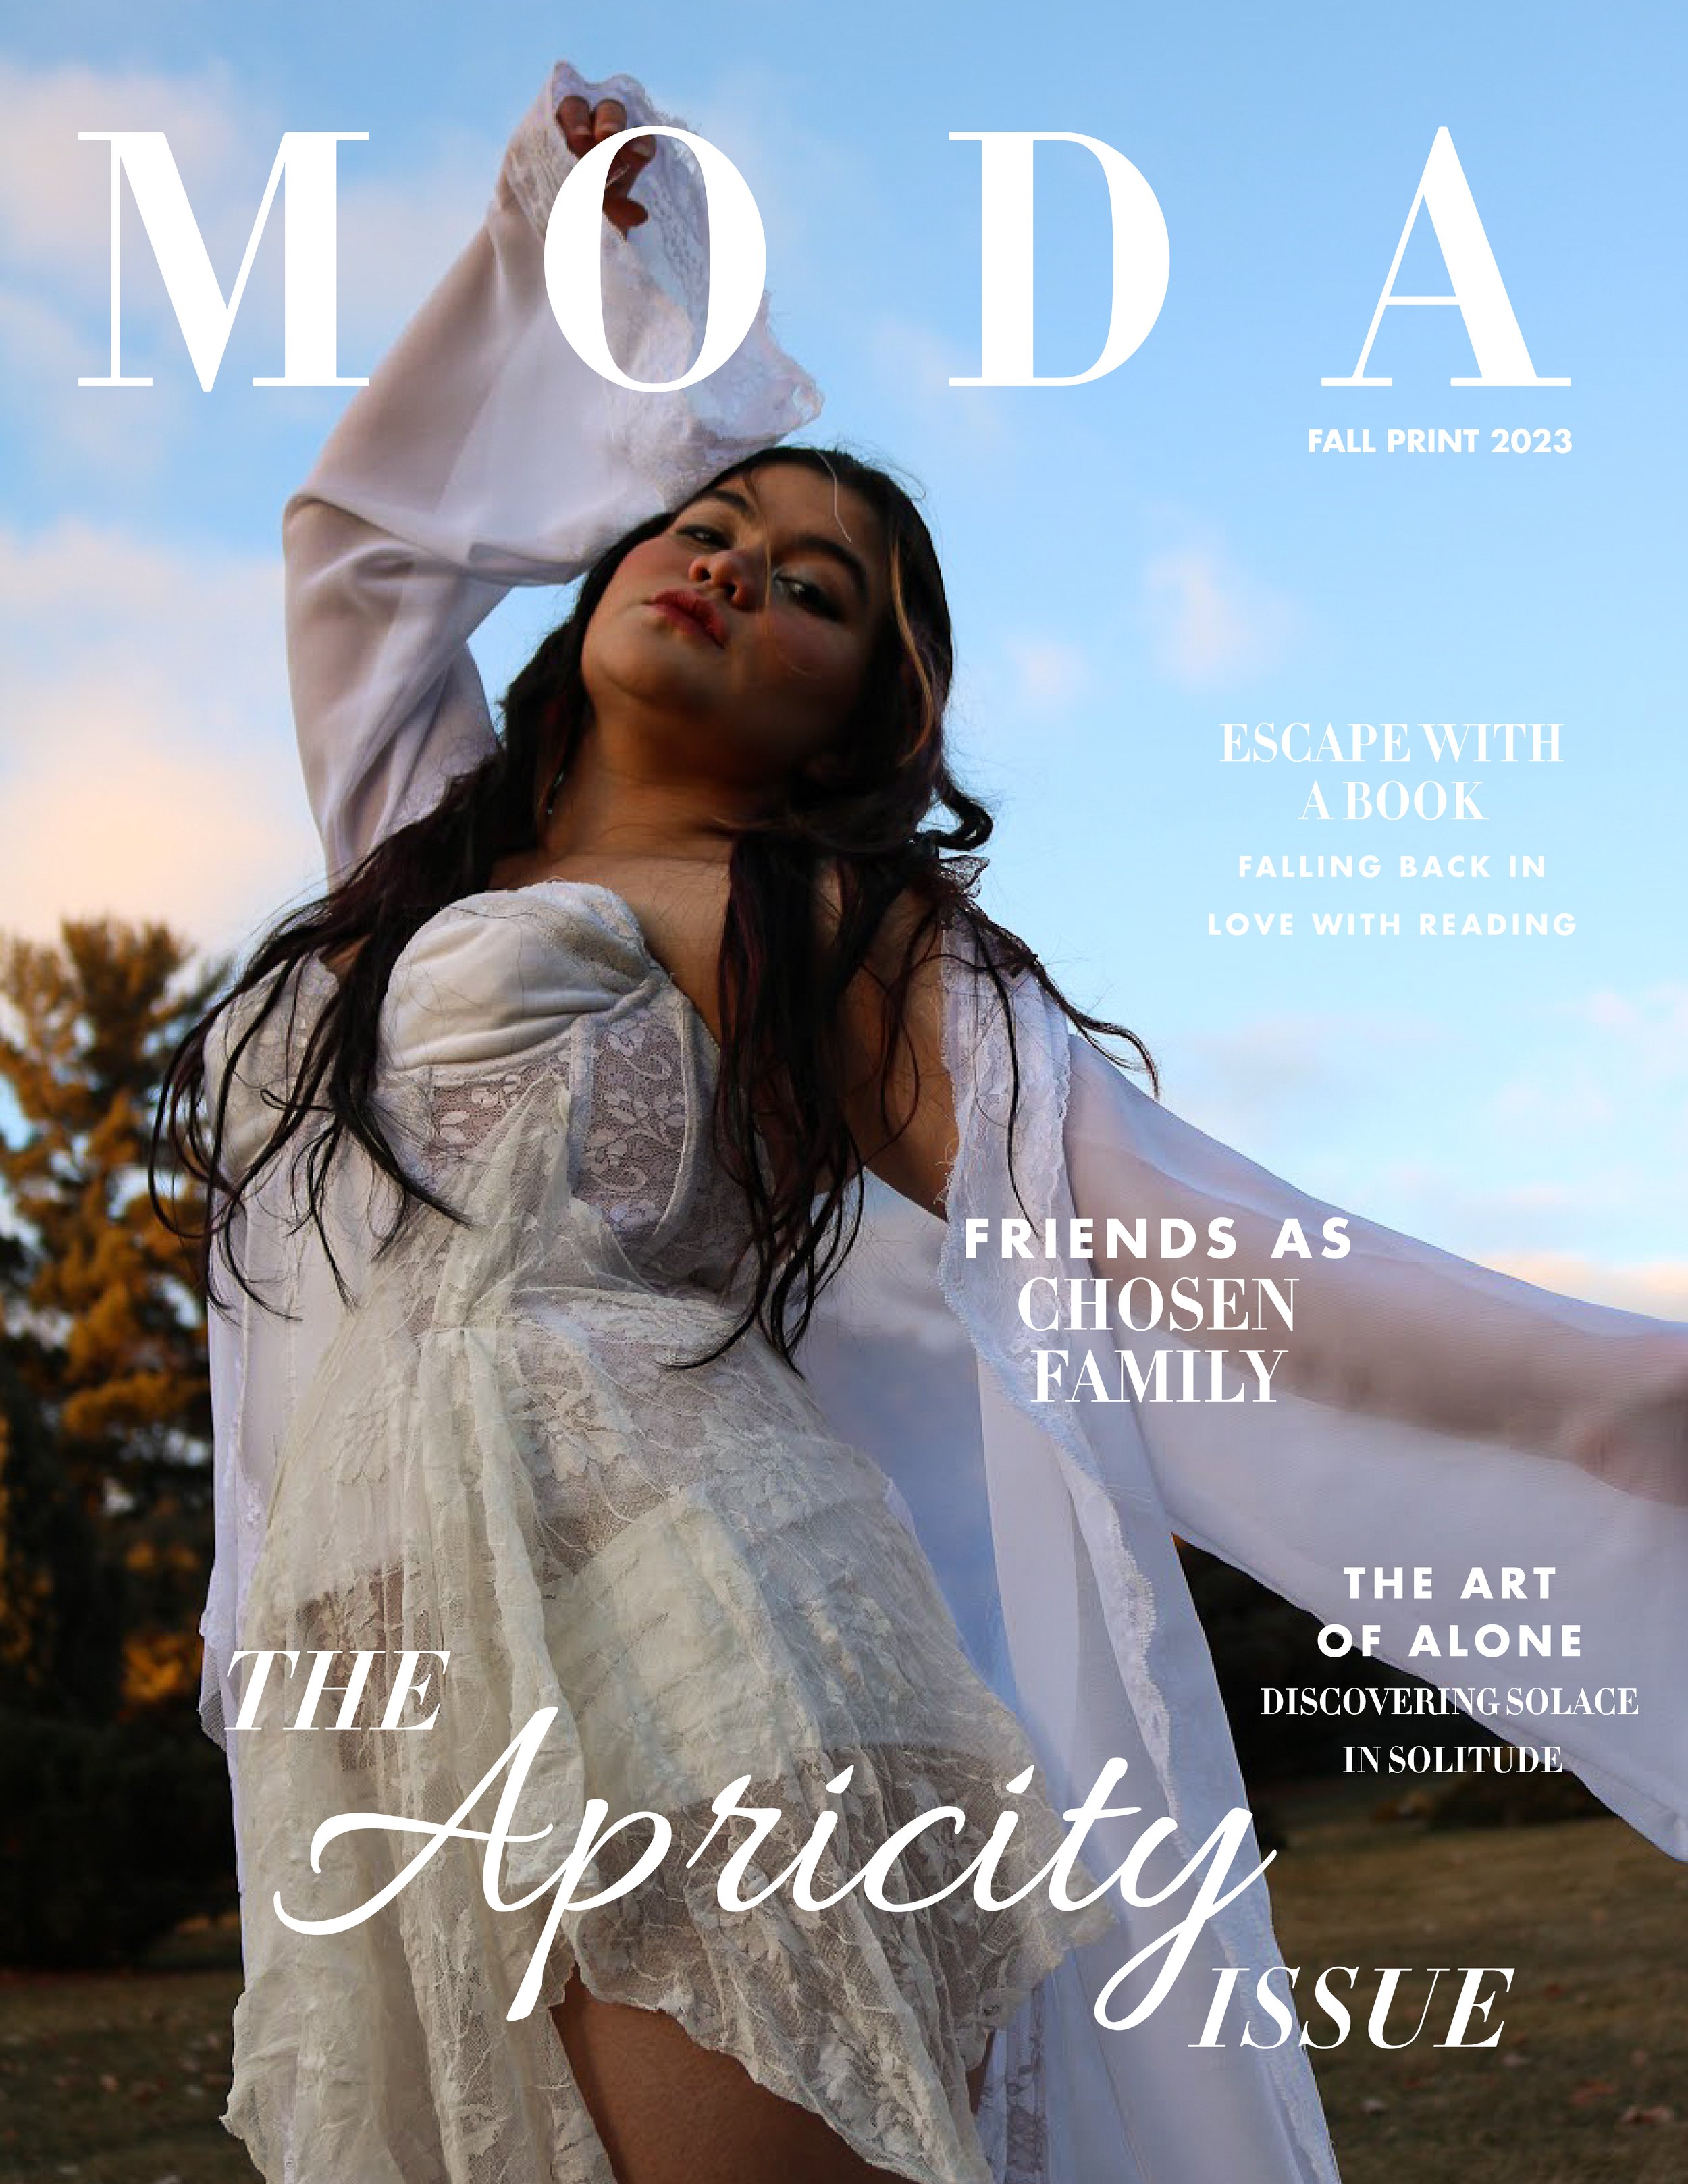 MODA
FALL PRINT 2023
ESCAPE WITH
A BOOK
FALLING BACK IN
LOVE WITH READING
FRIENDS AS
CHOSEN
FAMILY
THE ART
OF ALONE
DISCOVERING SOLACE
IN SOLITUDE
THE
Apricity
ISSUE